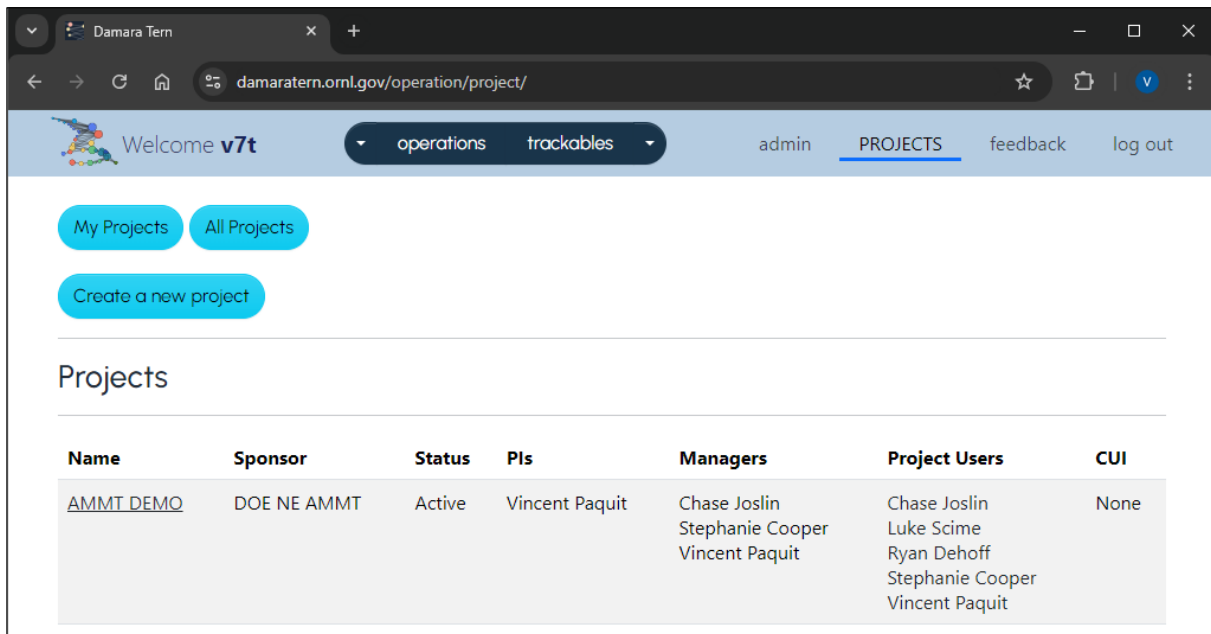 Damara Tern
damaratern.ornl.gov/operation/project/
V
Welcome v7t
operations trackables
admin PROJECTS feedback log out
My Projects All Projects
Create a new project
Projects
Name Sponsor Status PIs Managers Project Users CUI
AMMT DEMO DOE NE AMMT Active Vincent Paquit Chase Joslin Chase Joslin None
Stephanie Cooper Luke Scime
Vincent Paquit Ryan Dehoff
Stephanie Cooper
Vincent Paquit